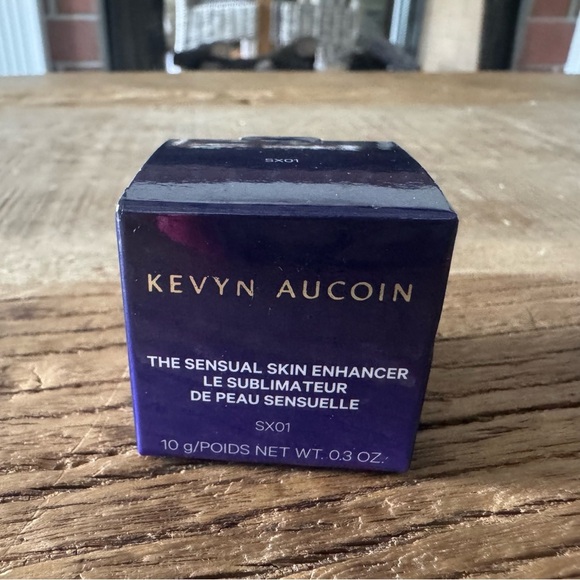 SX01
KEVYN AUCOIN
THE SENSUAL SKIN ENHANCER
LE SUBLIMATEUR
DE PEAU SENSUELLE
SX01
10 g/POIDS NET WT. 0.3 OZ.